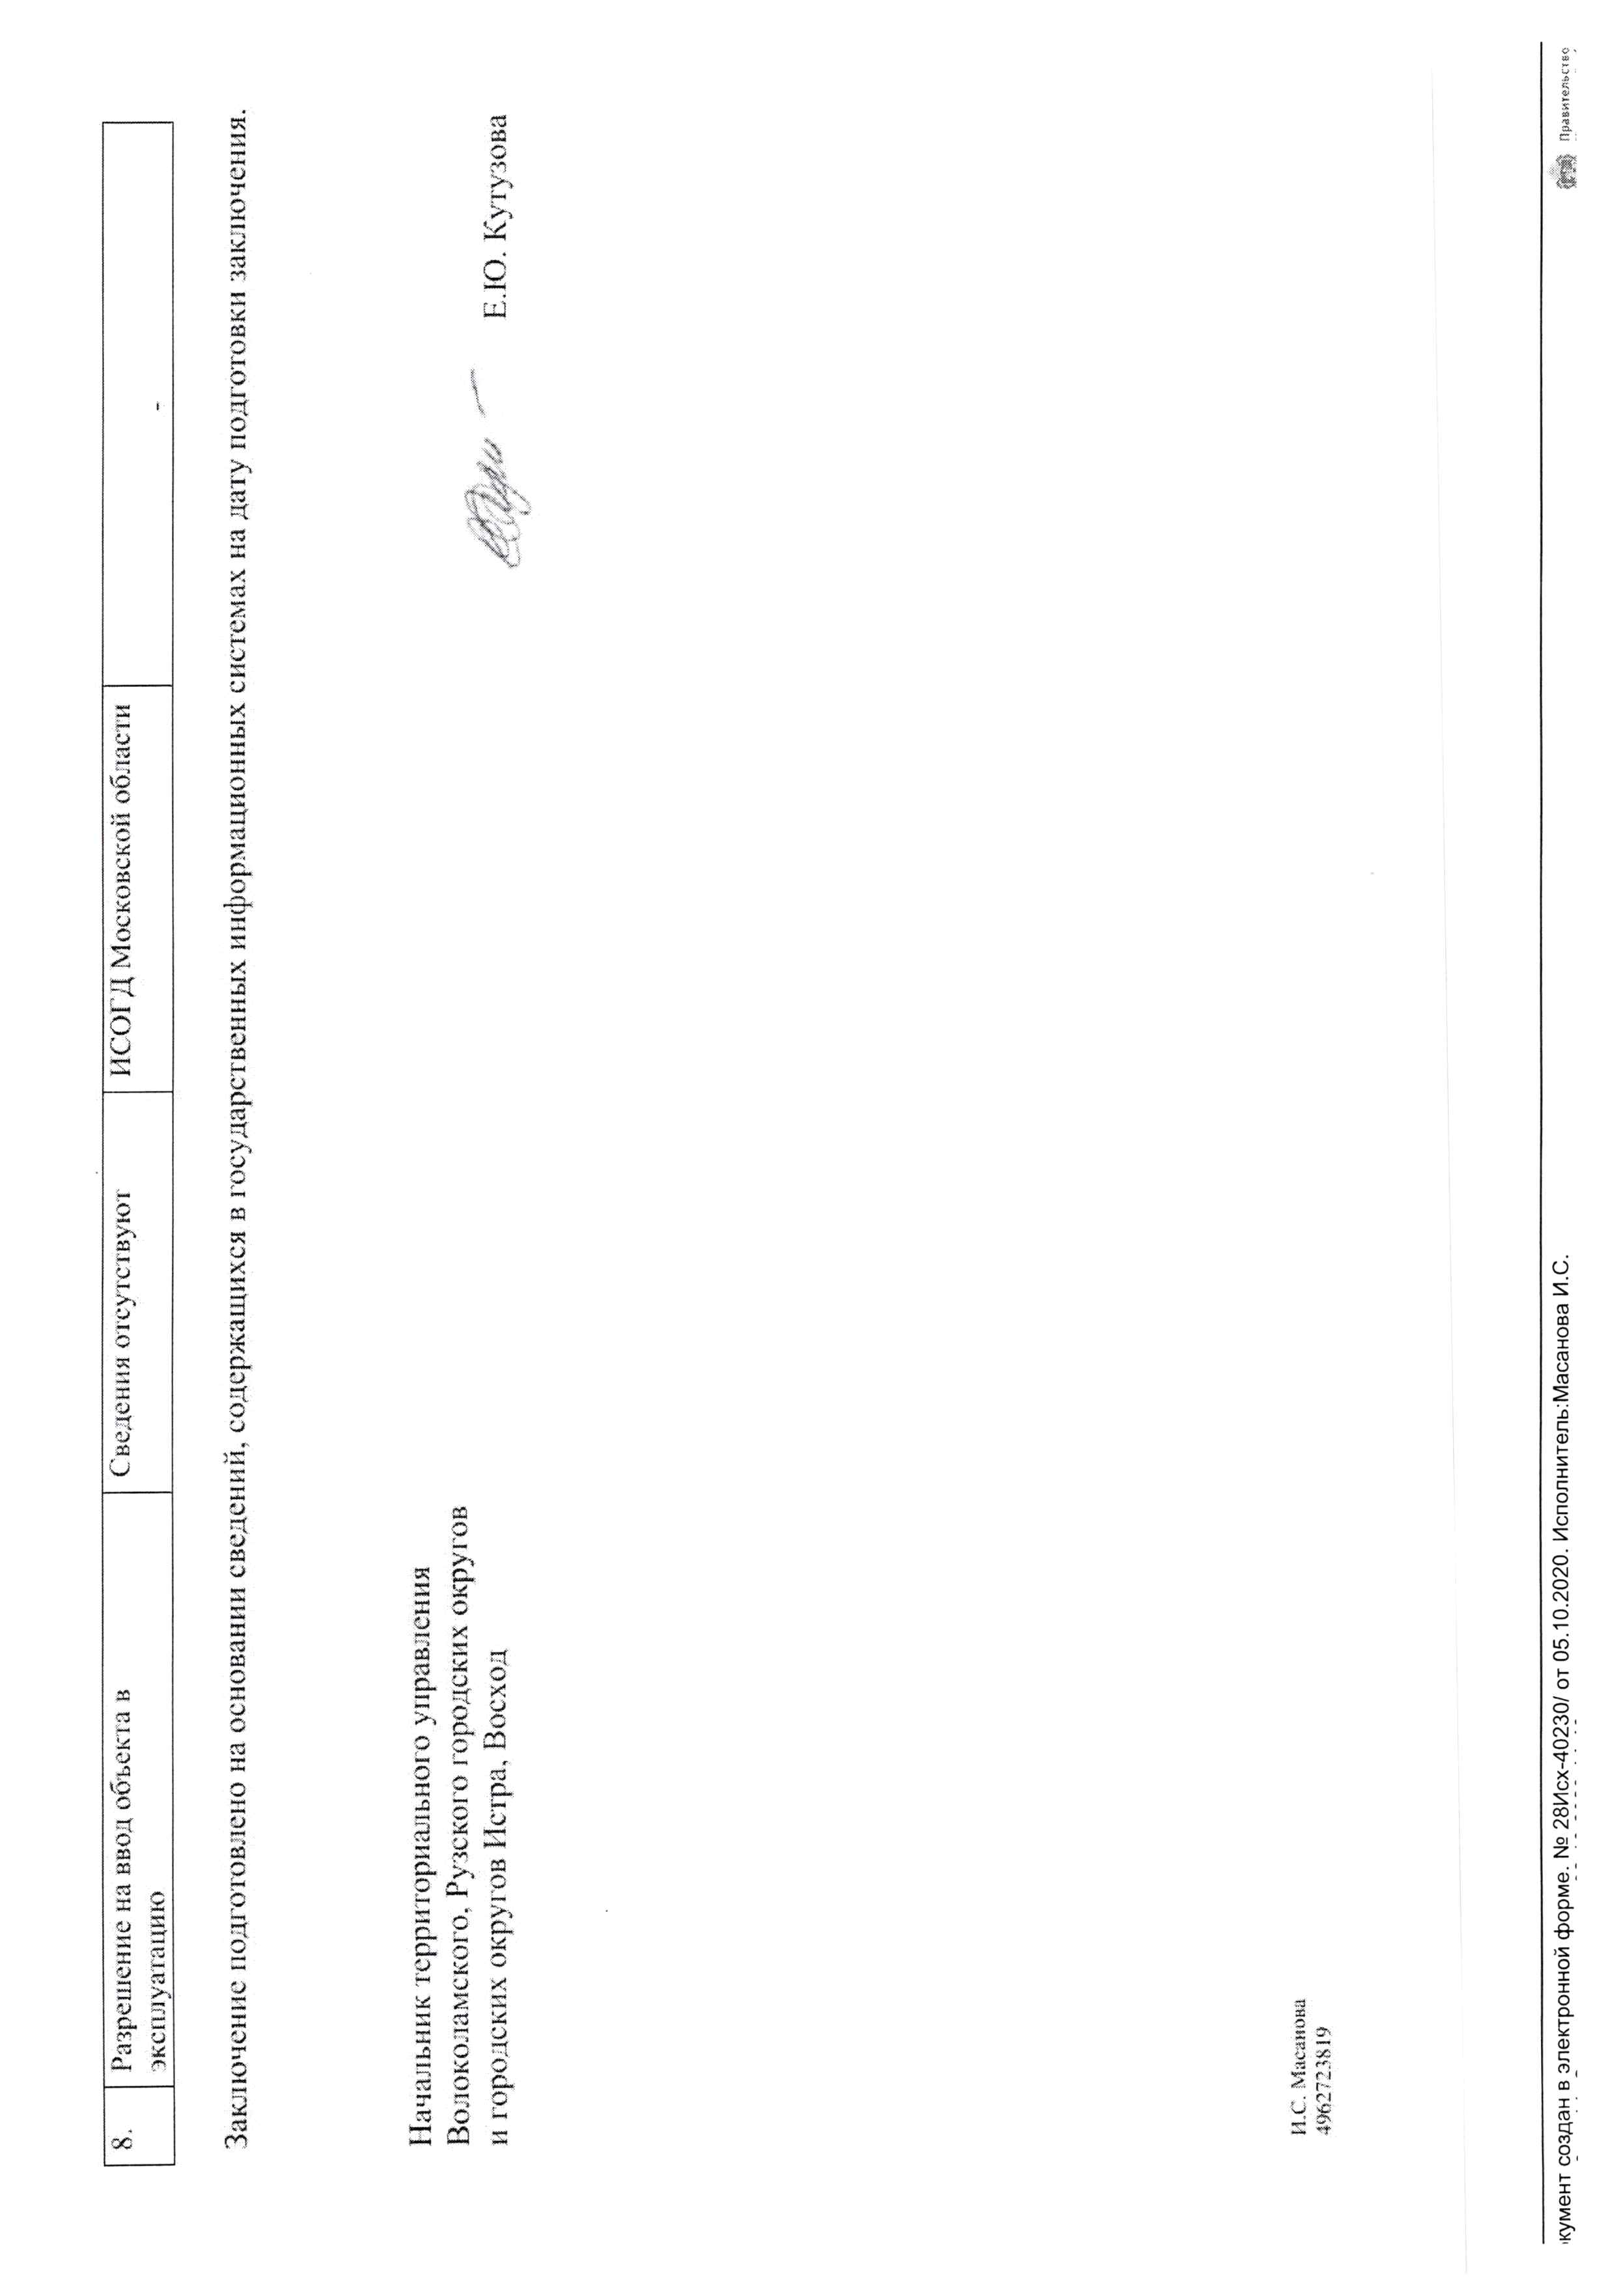 8. Разрешение на ввод объекта в Сведения отсутствуют ИСОГД Московской области -
эксплуатацию
Заключение подготовлено на основании сведений, содержащихся в государственных информационных системах на дату подготовки заключения.
Начальник территориального управления
Волоколамского, Рузского городских округов
и городских округов Истра, Восход Е.Ю. Кутузова
И.С. Масанова
4962723819
кумент создан в электронной форме. № 28Исх-40230/ от 05.10.2020. Исполнитель:Масанова И.С.
Правительство